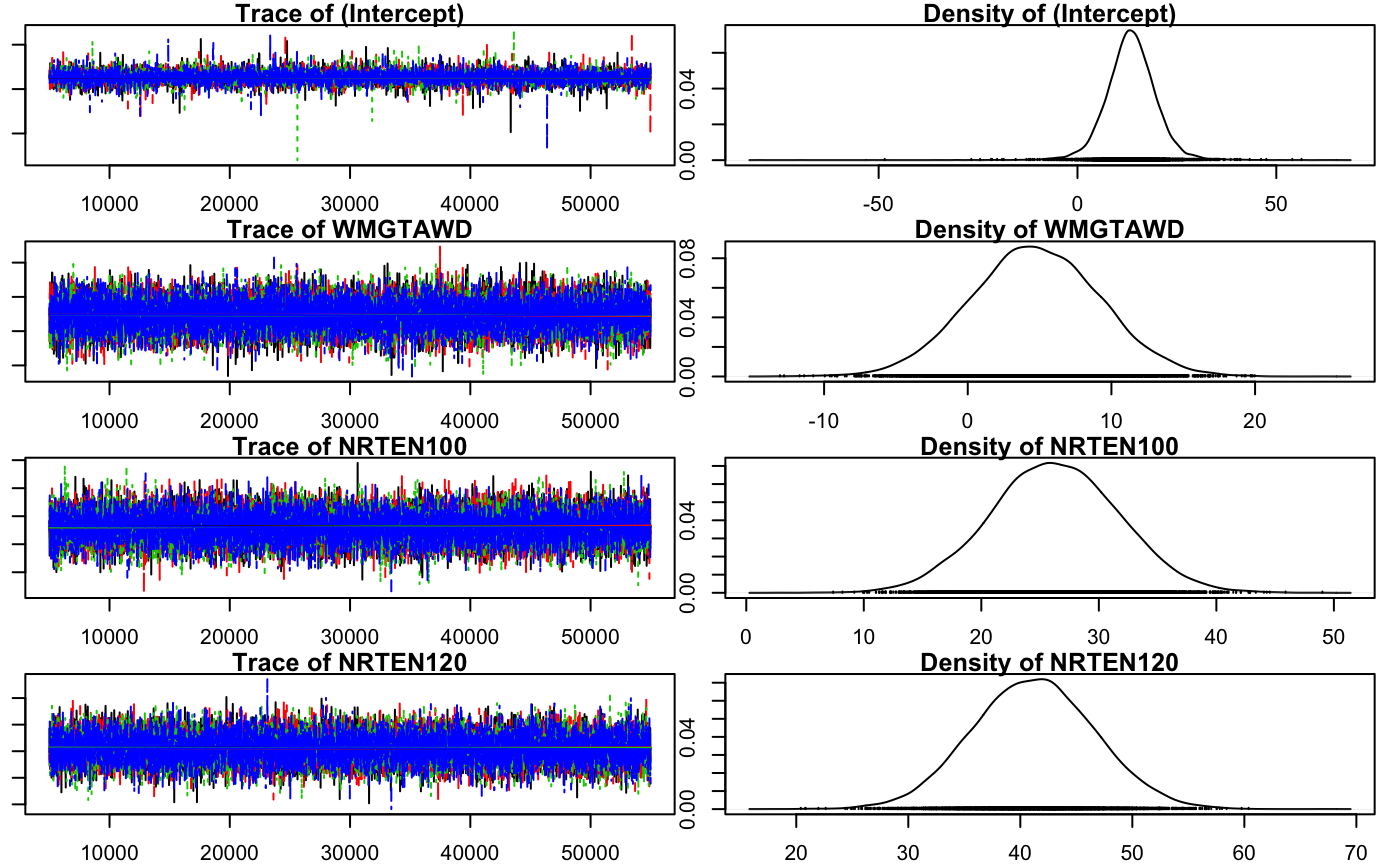 Trace of (Intercept) Density of (Intercept)
0.00 0.04
10000 20000 30000 40000 50000 -50 0 50
Trace of WMGTAWD Density of WMGTAWD
0.00 0.04 0.08
10000 20000 30000 40000 50000 -10 0 10 20
Trace of NRTEN100 Density of NRTEN100
0.00 0.04
10000 20000 30000 40000 50000 0 10 20 30 40 50
Trace of NRTEN120 Density of NRTEN120
0.00 0.04
10000 20000 30000 40000 50000 20 30 40 50 60 70